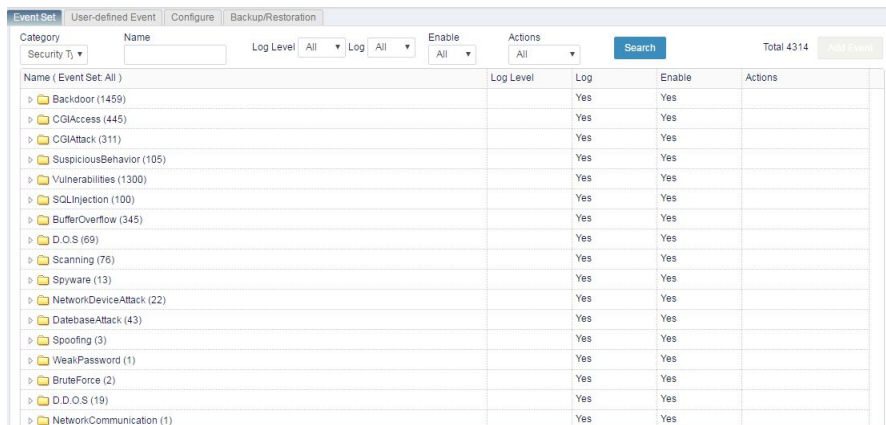 Event Set User-defined Event Configure Backup/Restoration
Category Name Enable Actions
Security Ty Log Level All Log All All All Search Total 4314 Add Event
Name ( Event Set: All ) Log Level Log Enable Actions
Backdoor (1459) Yes Yes
CGIAccess (445) Yes Yes
CGIAttack (311) Yes Yes
SuspiciousBehavior (105) Yes Yes
Vulnerabilities (1300) Yes Yes
SQLInjection (100) Yes Yes
BufferOverflow (345) Yes Yes
D.O.S (69) Yes Yes
Scanning (76) Yes Yes
Spyware (13) Yes Yes
NetworkDeviceAttack (22) Yes Yes
DatebaseAttack (43) Yes Yes
Spoofing (3) Yes Yes
WeakPassword (1) Yes Yes
BruteForce (2) Yes Yes
D.D.O.S (19) Yes Yes
NetworkCommunication (1) Yes Yes